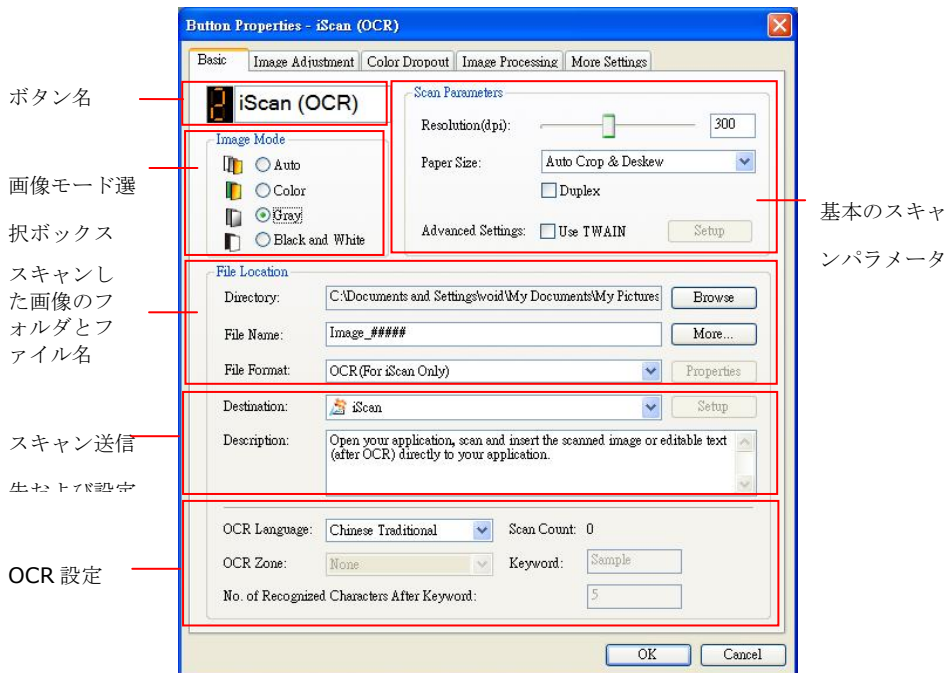 Button Properties - iScan (OCR)
Basic Image Adjustment Color Dropout Image Processing More Settings
ボタン名
2 iScan (OCR)
Scan Parameters
Resolution(dpi): 300
Paper Size: Auto Crop & Deskew
Duplex
Advanced Settings: Use TWAIN Setup
基本のスキャ
ンパラメータ
画像モード選
択ボックス
Image Mode
Auto
Color
Gray
Black and White
スキャンし
た画像のフ
ォルダとフ
ァイル名
File Location
Directory: C:\Documents and Settings\void\My Documents\My Pictures Browse
File Name: Image_##### More...
File Format: OCR(For iScan Only) Properties
スキャン送信
先および設定
Destination: iScan Setup
Description: Open your application, scan and insert the scanned image or editable text
(after OCR) directly to your application.
OCR 設定
OCR Language: Chinese Traditional Scan Count: 0
OCR Zone: None Keyword: Sample
No. of Recognized Characters After Keyword: 5
OK Cancel